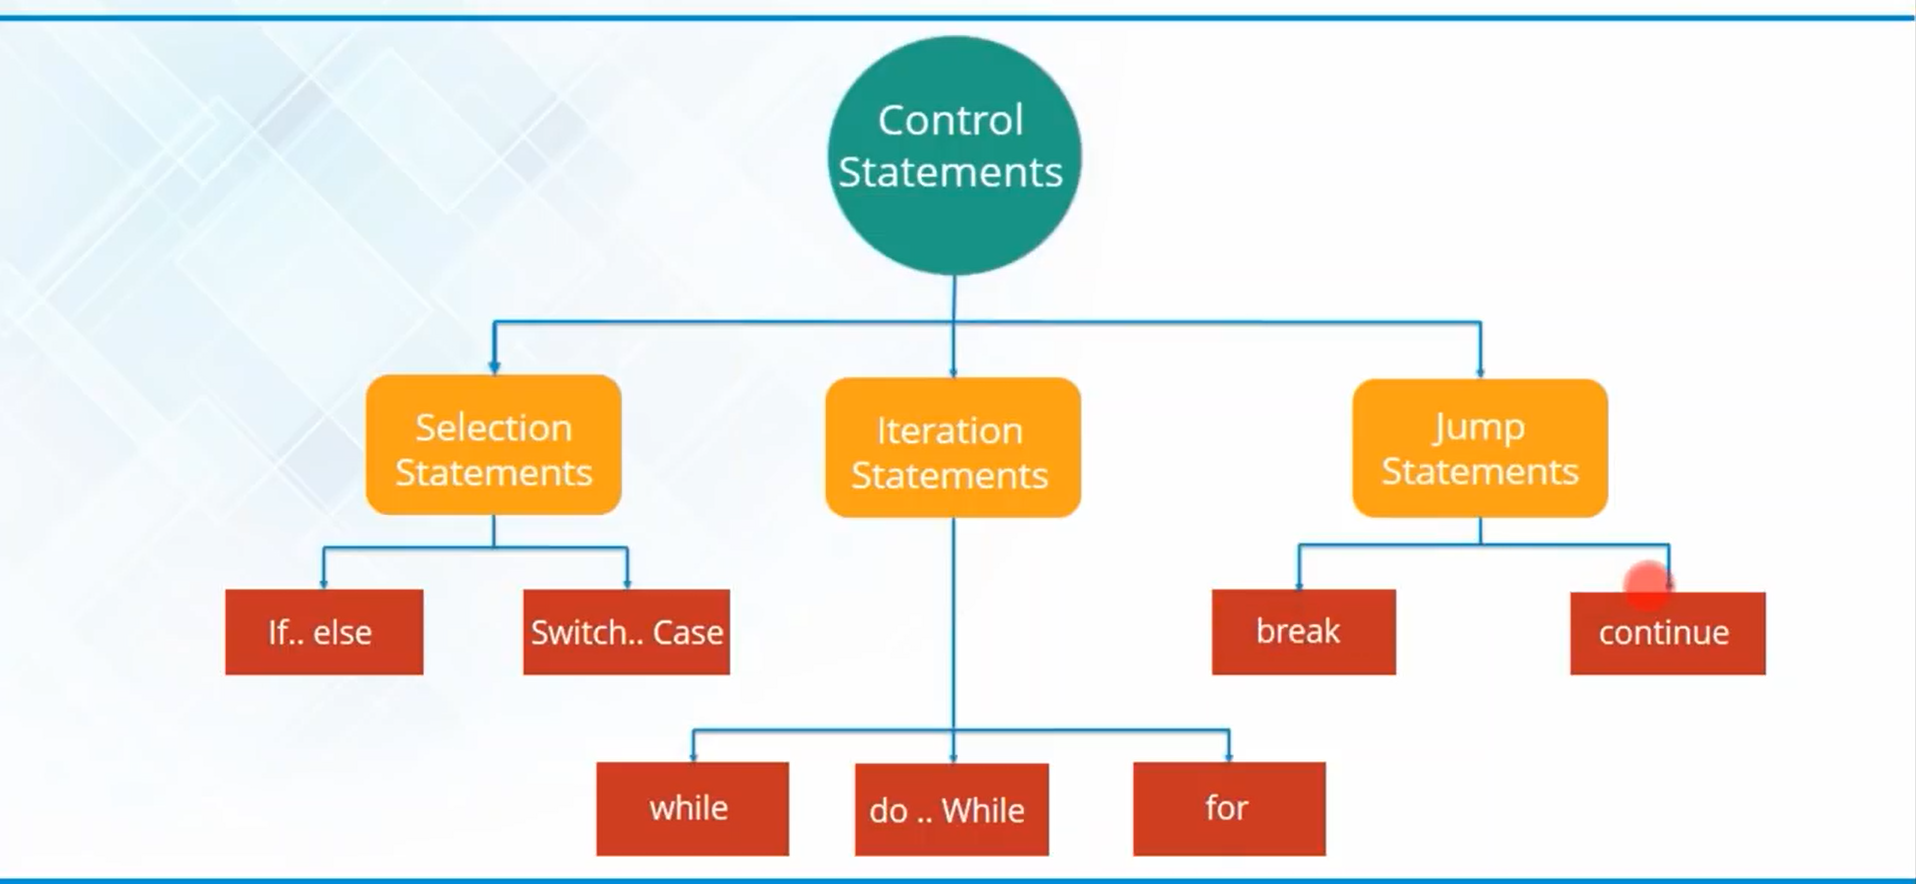 Control
Statements
Selection
Statements
Iteration
Statements
Jump
Statements
If.. else
Switch.. Case
break
continue
while
do .. While
for